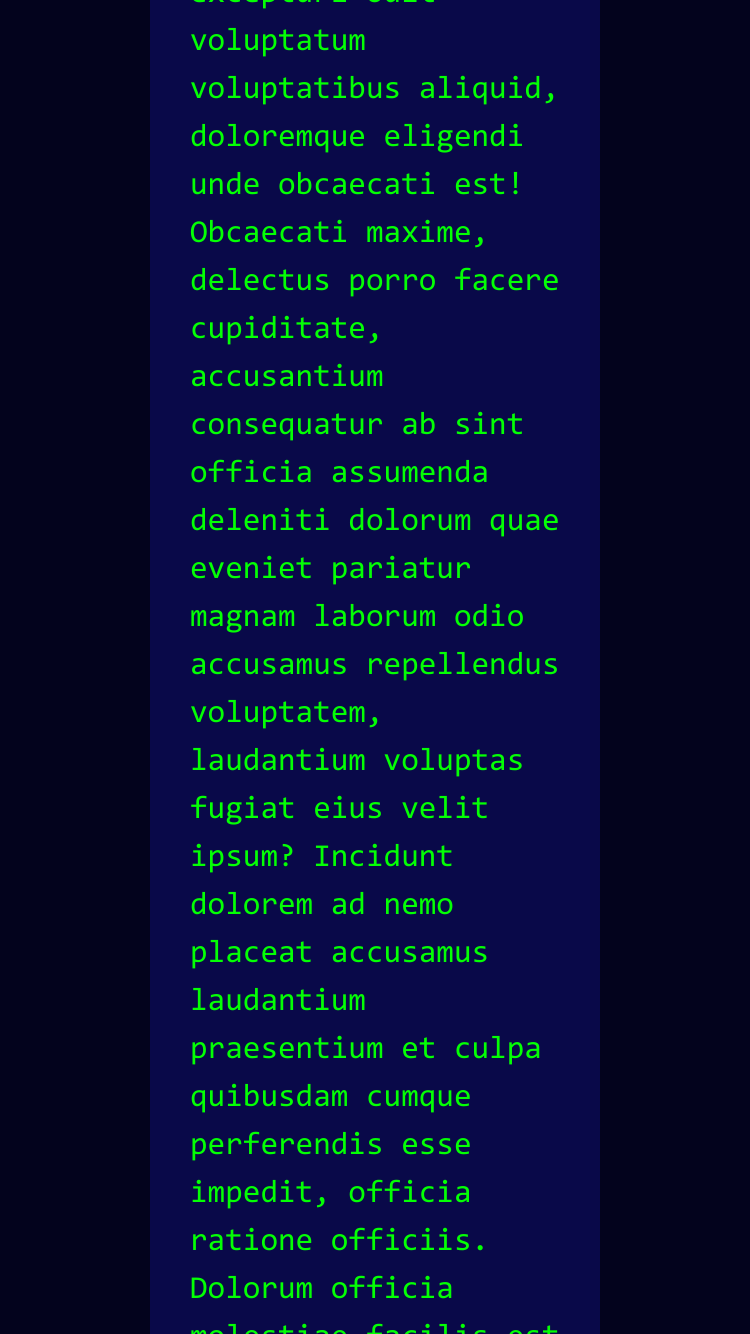 voluptatum
voluptatibus aliquid,
doloremque eligendi
unde obcaecati est!
Obcaecati maxime,
delectus porro facere
cupiditate,
accusantium
consequatur ab sint
officia assumenda
deleniti dolorum quae
eveniet pariatur
magnam laborum odio
accusamus repellendus
voluptatem,
laudantium voluptas
fugiat eius velit
ipsum? Incidunt
dolorem ad nemo
placeat accusamus
laudantium
praesentium et culpa
quibusdam cumque
perferendis esse
impedit, officia
ratione officiis.
Dolorum officia
molestiae facilis est